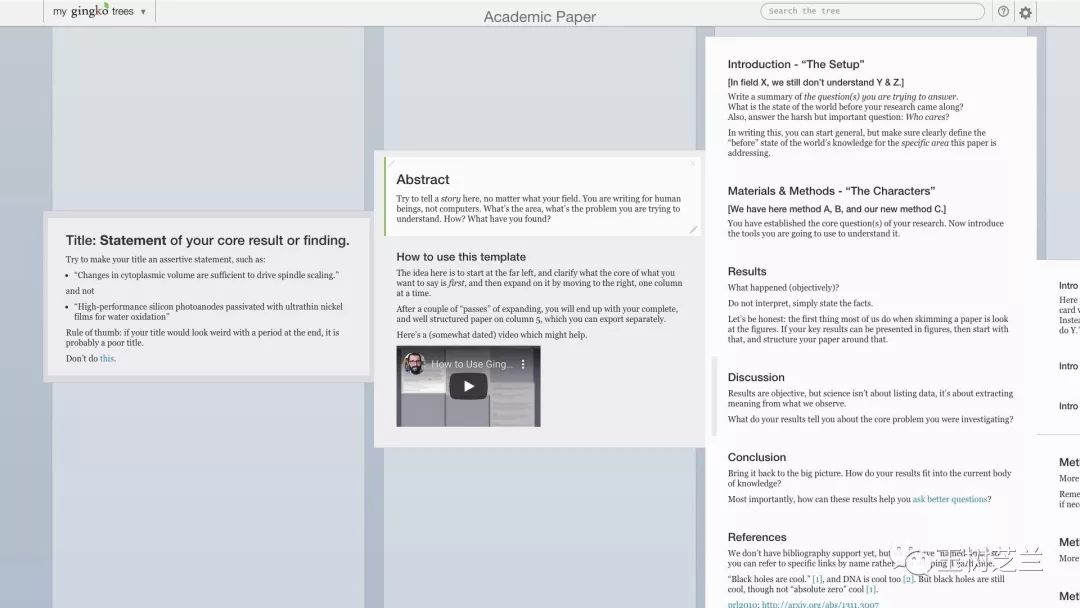 my gingko trees ▼
Academic Paper
Search the tree
Title: Statement of your core result or finding.
Try to make your title an assertive statement, such as:
• “Changes in cytoplasmic volume are sufficient to drive spindle scaling.”
and not
• “High-performance silicon photoanodes passivated with ultrathin nickel
films for water oxidation”
Rule of thumb: if your title would look weird with a period at the end, it is
probably a poor title.
Don’t do this.
Abstract
Try to tell a story here, no matter what your field. You are writing for human
beings, not computers. What’s the area, what’s the problem you are trying to
understand. How? What have you found?
How to use this template
The idea here is to start at the far left, and clarify what the core of what you
want to say is first, and then expand on it by moving to the right, one column
at a time.
After a couple of “passes” of expanding, you will end up with your complete,
and well structured paper on column 5, which you can export separately.
Here’s a (somewhat dated) video which might help.
How to Use Ging...
Introduction - “The Setup”
[In field X, we still don’t understand Y & Z.]
Write a summary of the question(s) you are trying to answer.
What is the state of the world before your research came along?
Also, answer the harsh but important question: Who cares?
In writing this, you can start general, but make sure clearly define the
“before” state of the world’s knowledge for the specific area this paper is
addressing.
Materials & Methods - “The Characters”
[We have here method A, B, and our new method C.]
You have established the core question(s) of your research. Now introduce
the tools you are going to use to understand it.
Results
What happened (objectively)?
Do not interpret, simply state the facts.
Let’s be honest: the first thing most of us do when skimming a paper is look
at the figures. If your key results can be presented in figures, then start with
that, and structure your paper around that.
Discussion
Results are objective, but science isn’t about listing data, it’s about extracting
meaning from what we observe.
What do your results tell you about the core problem you were investigating?
Conclusion
Bring it back to the big picture. How do your results fit into the current body
of knowledge?
Most importantly, how can these results help you ask better questions?
References
We don’t have bibliography support yet, but
you can refer to specific links by name rather
“Black holes are cool.” [1], and DNA is cool too [2]. But black holes are still
cool, though not “absolute zero” cool [1].
prl2010: http://arxiv.org/abs/1311.3007
Intro
Here
card
Inste
do Y.
Intro
Intro
Met
More
Reme
if nec
Met
More
Met
玉树芝兰